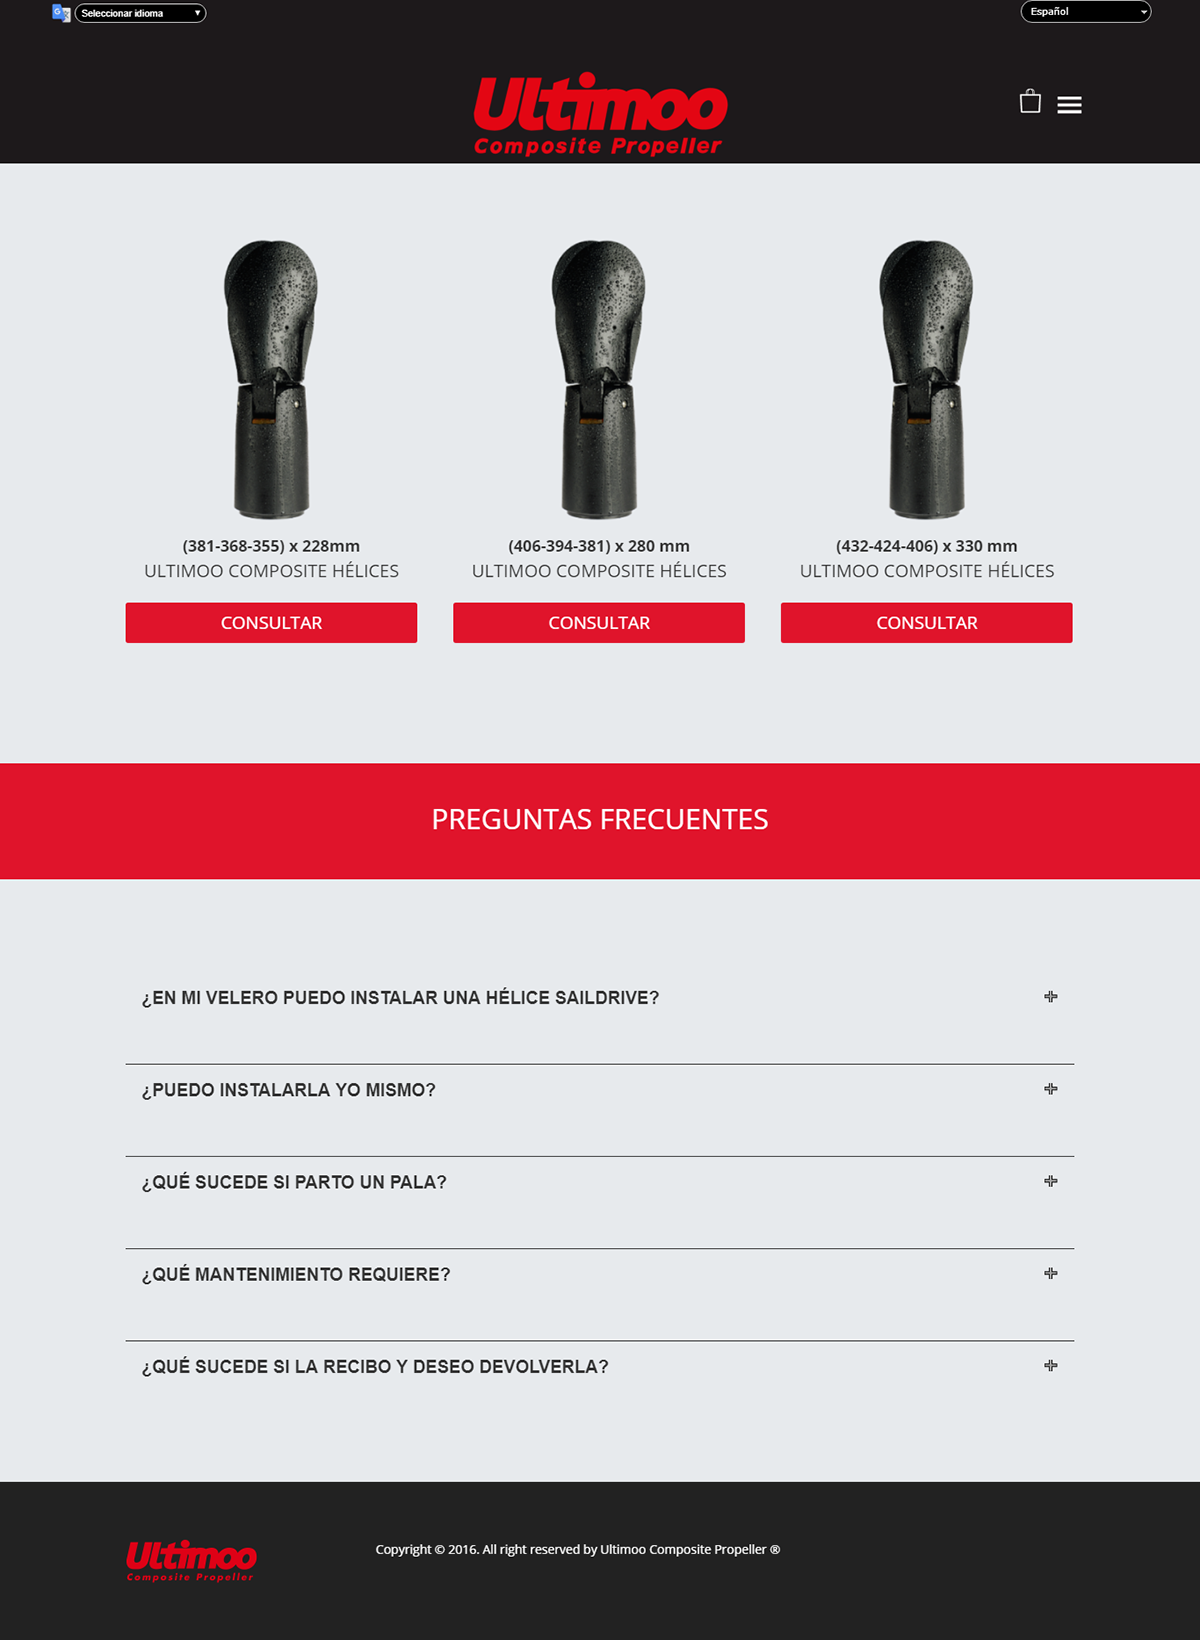 Seleccionar idioma
Español
Ultimoo
Composite Propeller
(381-368-355) x 228mm
ULTIMOO COMPOSITE HÉLICES
CONSULTAR
(406-394-381) x 280 mm
ULTIMOO COMPOSITE HÉLICES
CONSULTAR
(432-424-406) x 330 mm
ULTIMOO COMPOSITE HÉLICES
CONSULTAR
PREGUNTAS FRECUENTES
¿EN MI VELERO PUEDO INSTALAR UNA HÉLICE SAILDRIVE?
¿PUEDO INSTALARLA YO MISMO?
¿QUÉ SUCEDE SI PARTO UN PALA?
¿QUÉ MANTENIMIENTO REQUIERE?
¿QUÉ SUCEDE SI LA RECIBO Y DESEO DEVOLVERLA?
Ultimoo
Composite Propeller
Copyright © 2016. All right reserved by Ultimoo Composite Propeller ®